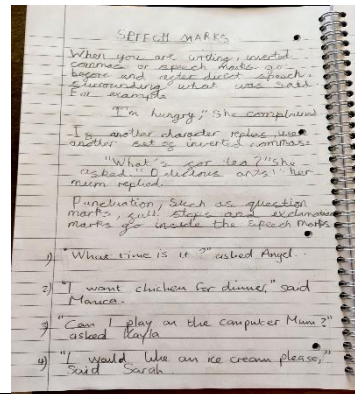 SPEECH MARKS
When you are writing, inverted
commas or speech marks go
before and after direct speech,
surrounding what was said
For example
I'm hungry," She complained
If another character replies, use
another set of inverted commas.
"What's for tea?" she
asked." her
mum replied.
Punctuation, Such as question
marks, full stops and exclamation
marks go inside the speech marks.
1) "What time is it?" asked Angel.
2) "I want chicken for dinner," said
3) "Can I play on the computer Mum?"
asked Kayla
4) "I would like an ice cream please,"
Said Sarah.